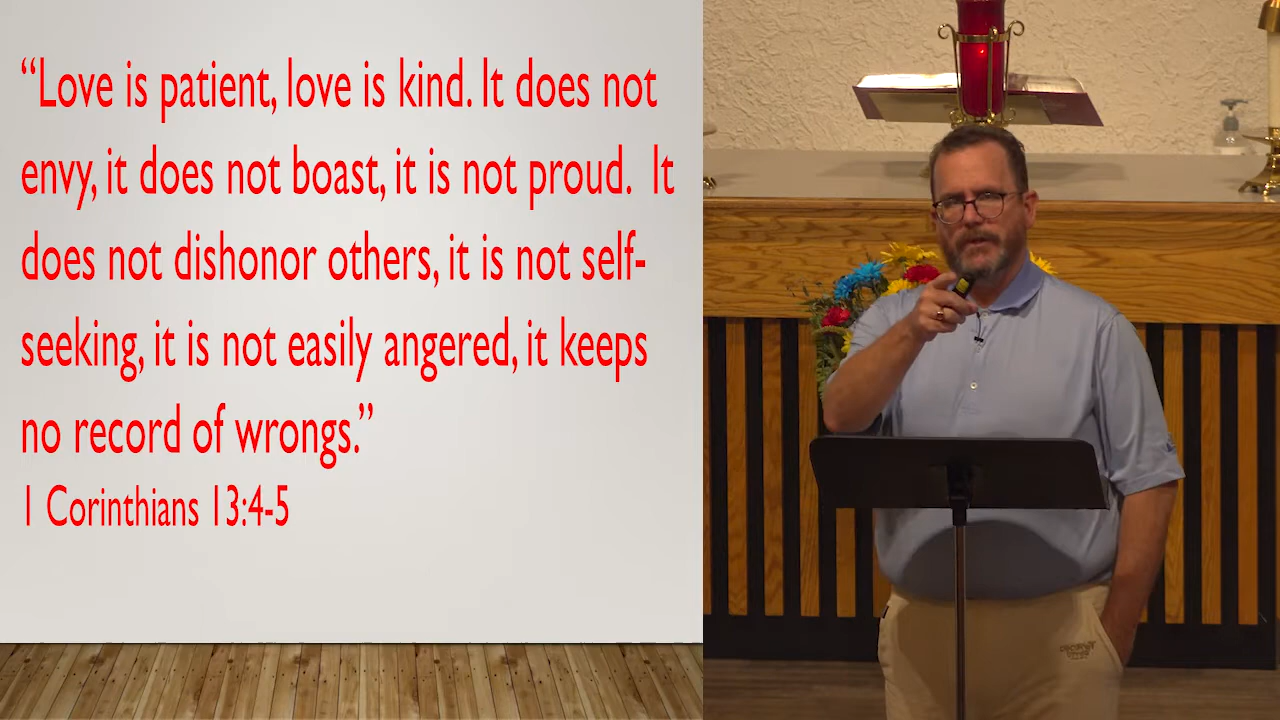 “Love is patient, love is kind. It does not
envy, it does not boast, it is not proud.  It
does not dishonor others, it is not self-
seeking, it is not easily angered, it keeps
no record of wrongs.”
1 Corinthians 13:4-5